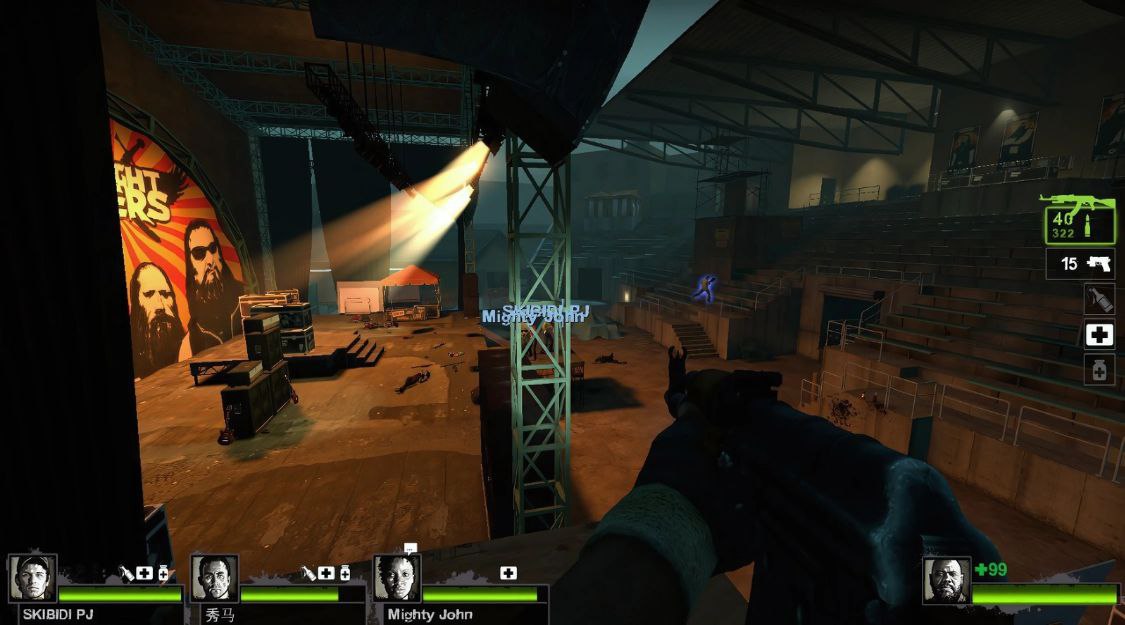 GHT
ERS
40
322
15
SKIBIDI PJ
Mighty John
+99
SKIBIDI PJ
秀马
Mighty John